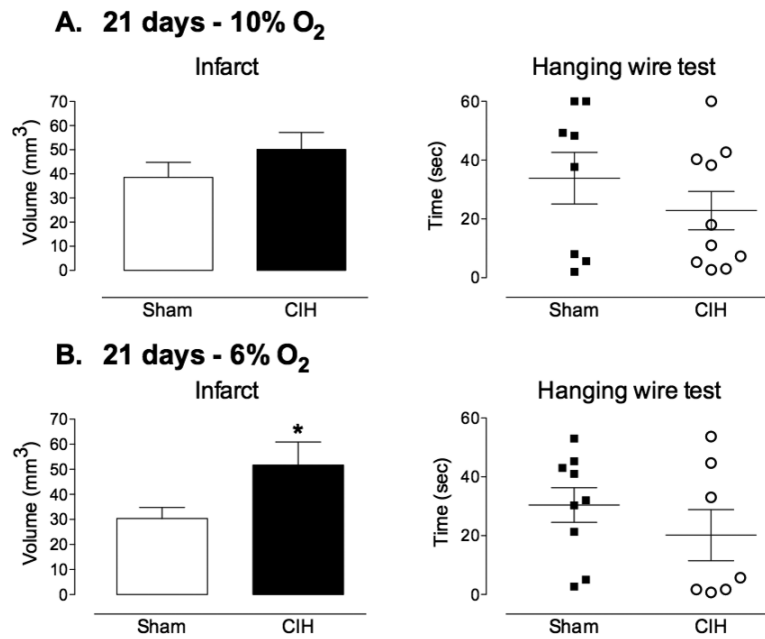 A. 21 days - 10% O2
Infarct
Hanging wire test
Volume (mm3)
70
60
50
40
30
20
10
0
Sham
CIH
Time (sec)
60
40
20
0
Sham
CIH
B. 21 days - 6% O2
Infarct
Hanging wire test
Volume (mm3)
70
60
50
40
30
20
10
0
*
Sham
CIH
Time (sec)
60
40
20
0
Sham
CIH